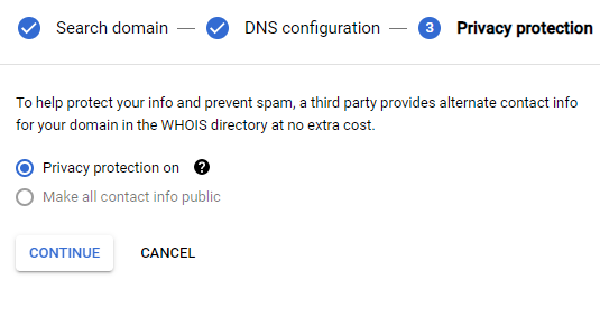 Search domain — DNS configuration — 3 Privacy protection
To help protect your info and prevent spam, a third party provides alternate contact info
for your domain in the WHOIS directory at no extra cost.
Privacy protection on ?
Make all contact info public
CONTINUE CANCEL